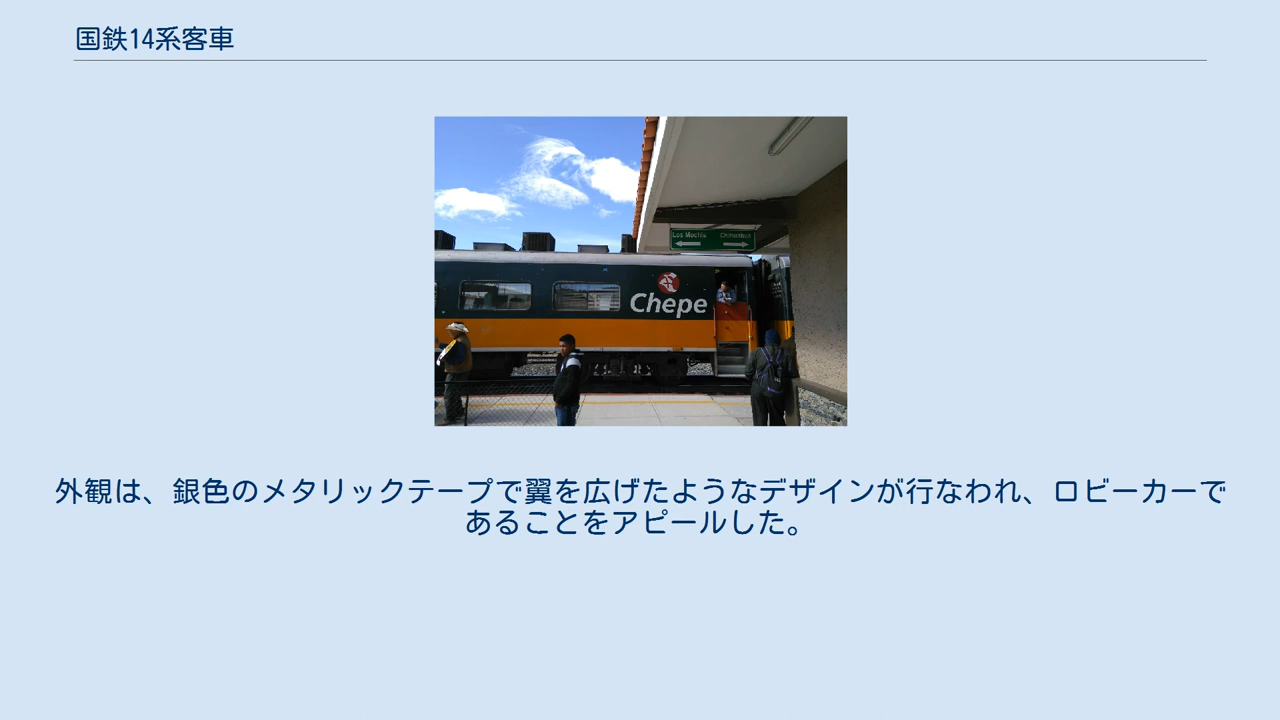 国鉄14系客車
Los Mochis Chihuahua
Chepe
外観は、銀色のメタリックテープで翼を広げたようなデザインが行なわれ、ロビーカーで
あることをアピールした。